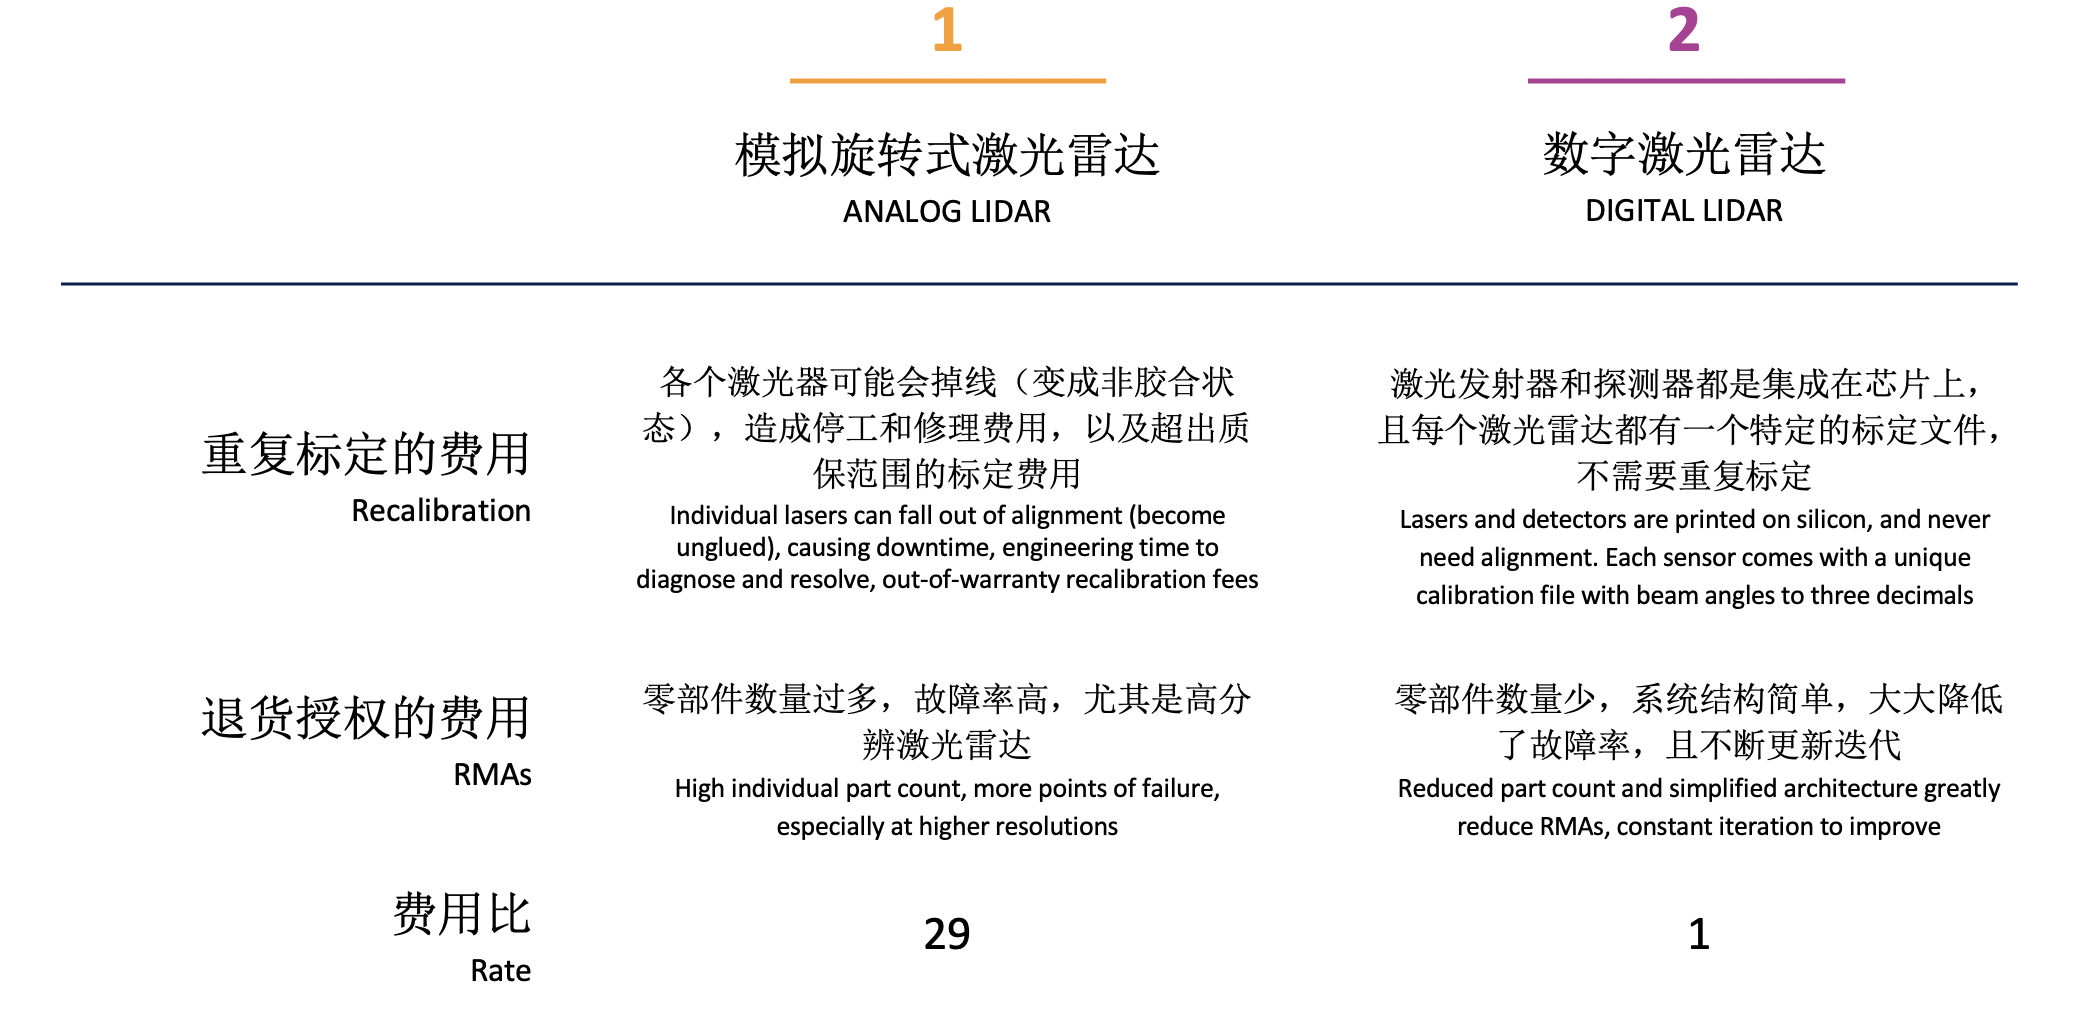 1
2
模拟旋转式激光雷达
ANALOG LIDAR
数字激光雷达
DIGITAL LIDAR
重复标定的费用
Recalibration
各个激光器可能会掉线（变成非胶合状
态），造成停工和修理费用，以及超出质
保范围的标定费用
Individual lasers can fall out of alignment (become
unglued), causing downtime, engineering time to
diagnose and resolve, out-of-warranty recalibration fees
激光发射器和探测器都是集成在芯片上，
且每个激光雷达都有一个特定的标定文件，
不需要重复标定
Lasers and detectors are printed on silicon, and never
need alignment. Each sensor comes with a unique
calibration file with beam angles to three decimals
退货授权的费用
RMAs
零部件数量过多，故障率高，尤其是高分
辨激光雷达
High individual part count, more points of failure,
especially at higher resolutions
零部件数量少，系统结构简单，大大降低
了故障率，且不断更新迭代
Reduced part count and simplified architecture greatly
reduce RMAs, constant iteration to improve
费用比
Rate
29
1